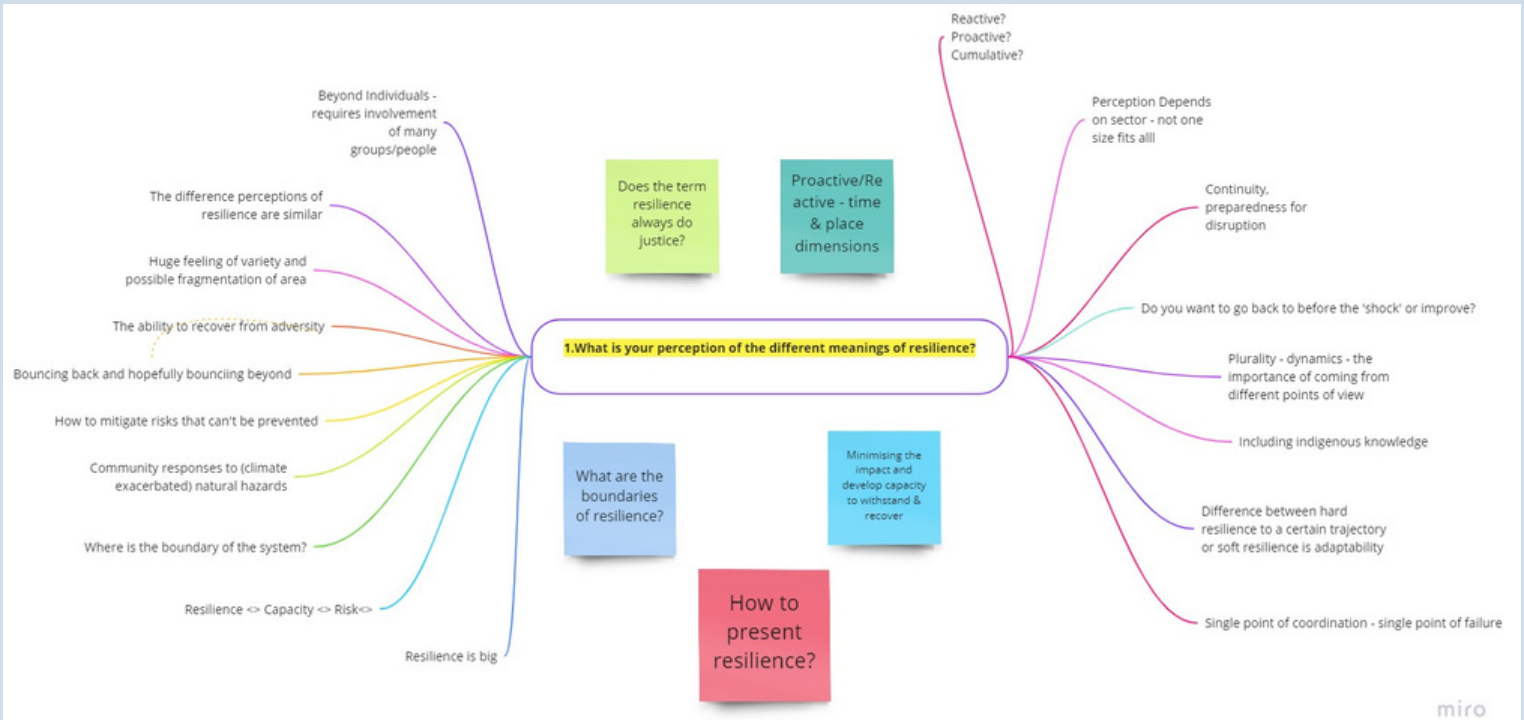 Reactive?
Proactive?
Cumulative?
Beyond Individuals -
requires involvement
of many
groups/people
The difference perceptions of
resilience are similar
Huge feeling of variety and
possible fragmentation of area
The ability to recover from adversity
Bouncing back and hopefully bounciing beyond
How to mitigate risks that can't be prevented
Community responses to (climate
exacerbated) natural hazards
Where is the boundary of the system?
Resilience <> Capacity <> Risk<>
Resilience is big
Does the term
resilience
always do
justice?
Proactive/Re
active - time
& place
dimensions
1.What is your perception of the different meanings of resilience?
What are the
boundaries
of resilience?
Minimising the
impact and
develop capacity
to withstand &
recover
How to
present
resilience?
Perception Depends
on sector - not one
size fits alll
Continuity,
preparedness for
disruption
Do you want to go back to before the 'shock' or improve?
Plurality - dynamics - the
importance of coming from
different points of view
Including indigenous knowledge
Difference between hard
resilience to a certain trajectory
or soft resilience is adaptability
Single point of coordination - single point of failure
miro